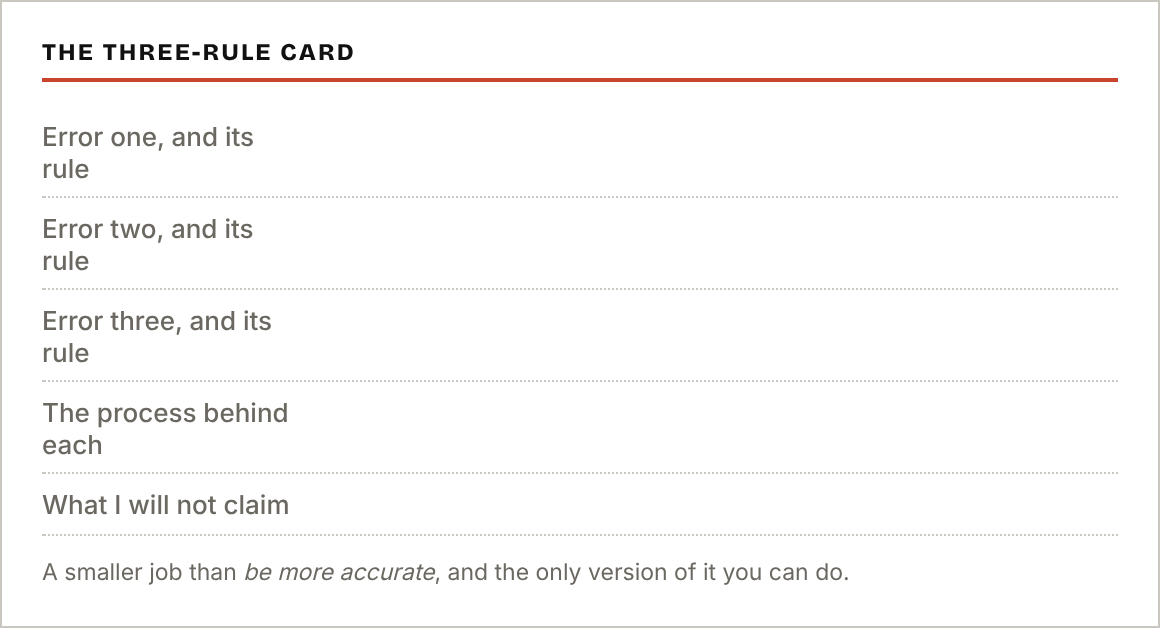 THE THREE-RULE CARD
Error one, and its
rule
Error two, and its
rule
Error three, and its
rule
The process behind
each
What I will not claim
A smaller job than be more accurate, and the only version of it you can do.